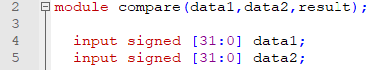 2 module compare(data1,data2,result);
3
4 input signed [31:0] data1;
5 input signed [31:0] data2;